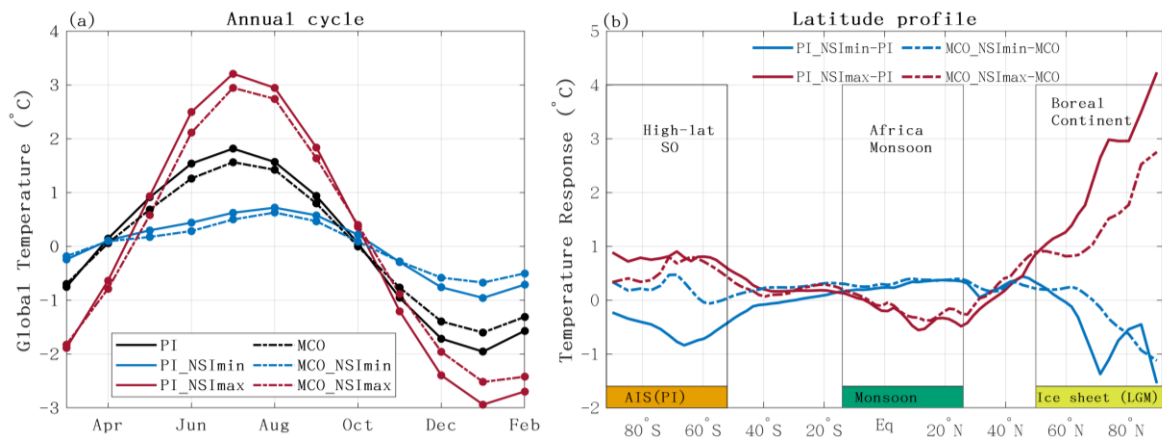 (a) Annual cycle
Global Temperature (°C)
4
3
2
1
0
-1
-2
-3
Apr Jun Aug Oct Dec Feb
PI MCO
PI_NSImin MCO_NSImin
PI_NSImax MCO_NSImax
(b) Latitude profile
Temperature Response (°C)
5
4
3
2
1
0
-1
-2
PI_NSImin-PI MCO_NSImin-MCO
PI_NSImax-PI MCO_NSImax-MCO
High-lat
SO
Africa
Monsoon
Boreal
Continent
AIS(PI) Monsoon Ice sheet (LGM)
80°S 60°S 40°S 20°S Eq 20°N 40°N 60°N 80°N